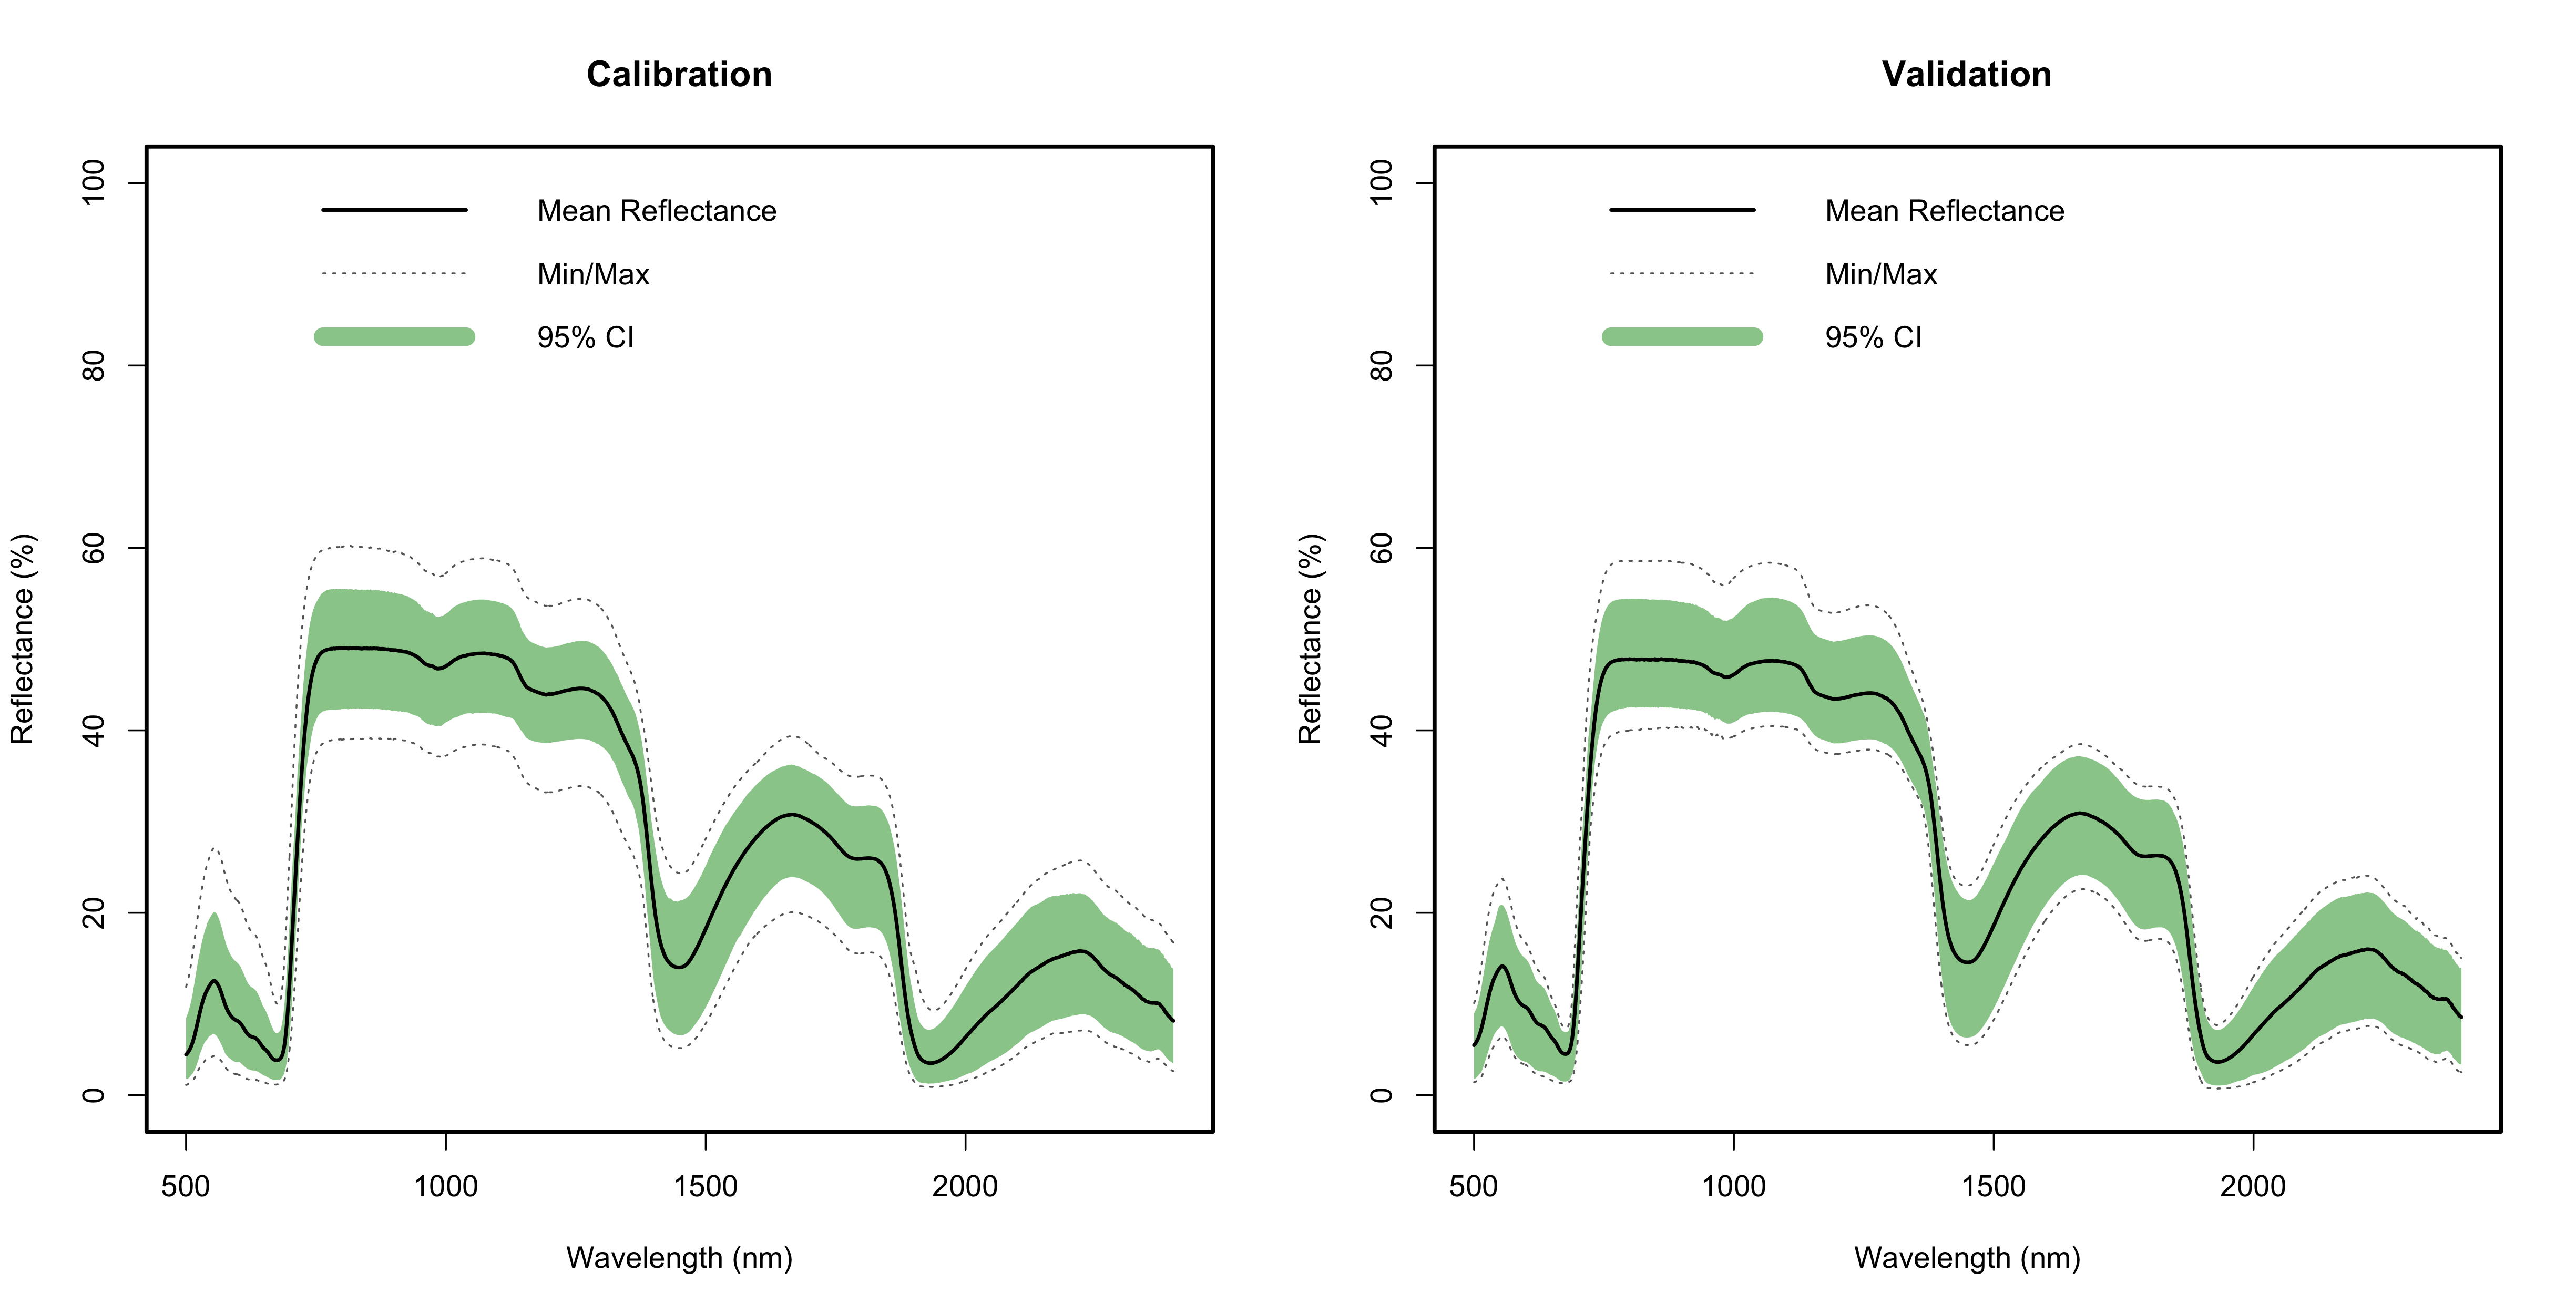 Calibration
Reflectance (%)
100
80
60
40
20
0
Mean Reflectance
Min/Max
95% CI
500 1000 1500 2000
Wavelength (nm)
Validation
Reflectance (%)
100
80
60
40
20
0
Mean Reflectance
Min/Max
95% CI
500 1000 1500 2000
Wavelength (nm)